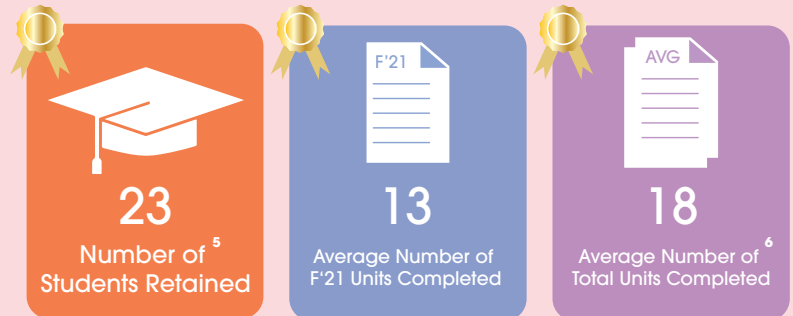 23
Number of ⁵
Students Retained
F'21
13
Average Number of
F'21 Units Completed
AVG
18
Average Number of ⁶
Total Units Completed